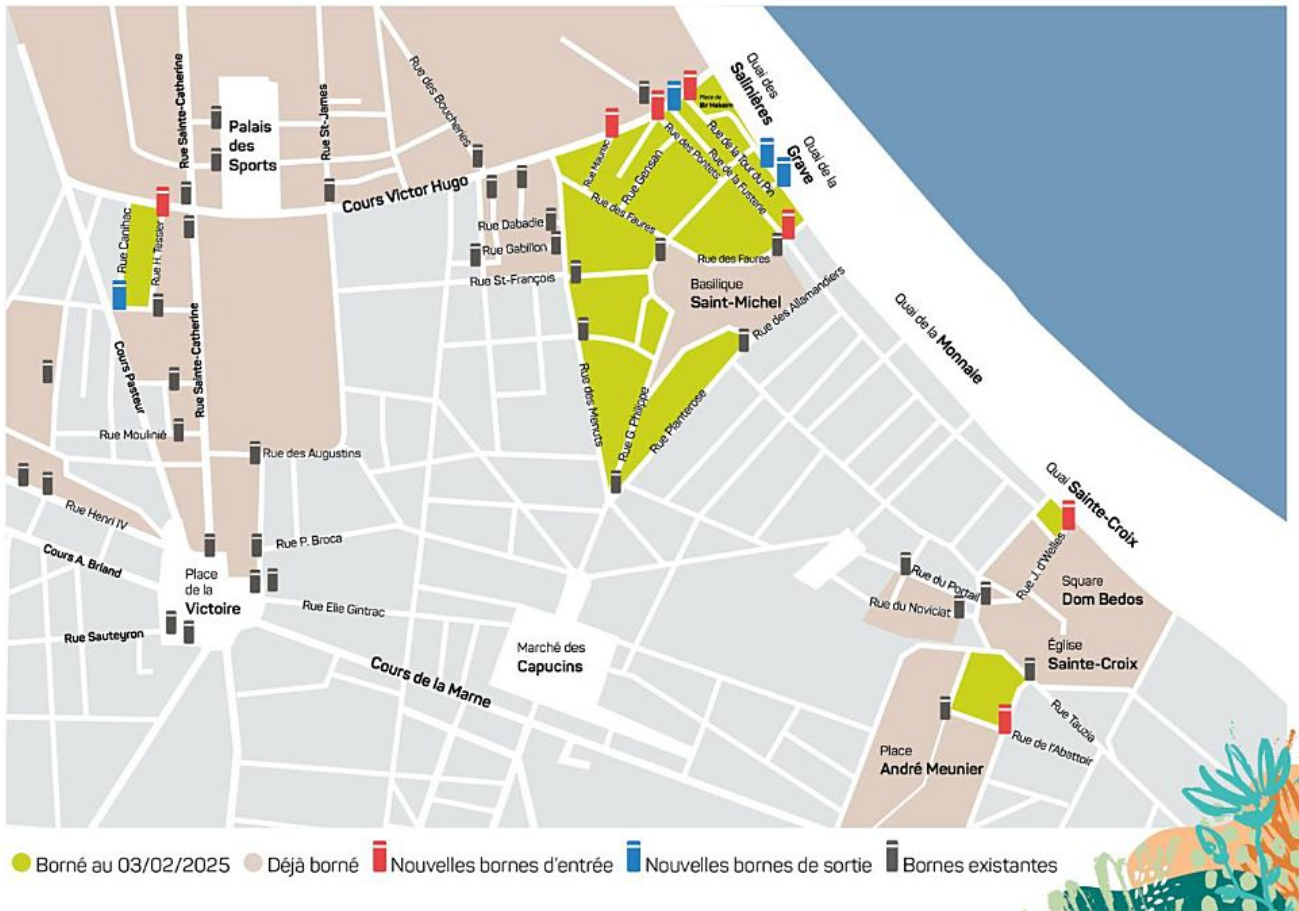 Quai des
Salinières
Quai de la
Grave
Place de
Bir Hakeim
Rue des Boucheries
Rue Sainte-Catherine
Palais
des
Sports
Rue St-James
Cours Victor Hugo
Rue Mauriac
Rue Gensan
Rue des Pontets
Rue de la Tour du Pin
Rue de la Fusterie
Rue Canihac
Rue H. Tessier
Rue des Faures
Rue Dabadie
Rue Gabillon
Rue St-François
Rue des Faures
Basilique
Saint-Michel
Rue des Allamandiers
Quai de la Monnaie
Cours Pasteur
Rue Sainte-Catherine
Rue des Menuts
Rue G. Philippe
Rue Planterose
Rue Moulinié
Rue des Augustins
Rue Henri IV
Cours A. Briand
Rue P. Broca
Place
de la
Victoire
Rue Elie Gintrac
Rue Sauteyron
Cours de la Marne
Marché des
Capucins
Quai Sainte-Croix
Rue J. d'Welles
Rue du Portail
Rue du Noviciat
Square
Dom Bedos
Église
Sainte-Croix
Rue Tauzia
Rue de l'Abattoir
Place
André Meunier
Borné au 03/02/2025
Déjà borné
Nouvelles bornes d'entrée
Nouvelles bornes de sortie
Bornes existantes